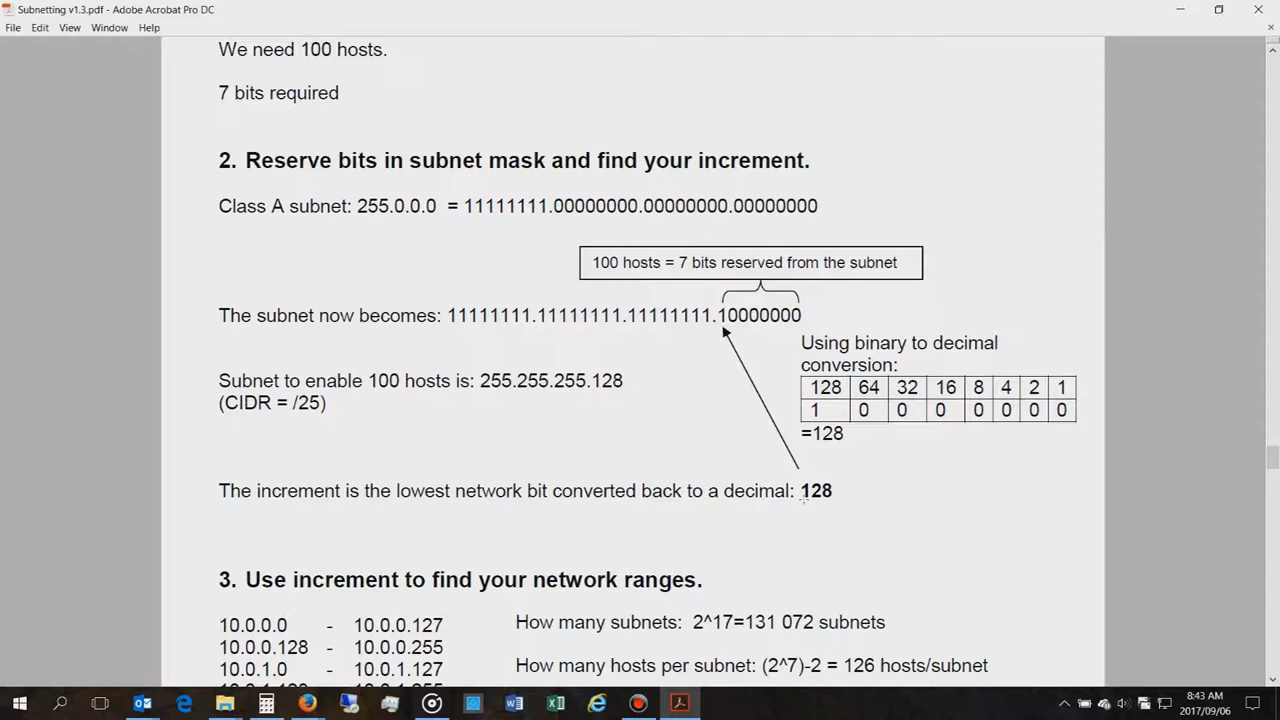 Subnetting v1.3.pdf - Adobe Acrobat Pro DC
File Edit View Window Help
We need 100 hosts.
7 bits required
2. Reserve bits in subnet mask and find your increment.
Class A subnet: 255.0.0.0 = 11111111.00000000.00000000.00000000
100 hosts = 7 bits reserved from the subnet
The subnet now becomes: 11111111.11111111.11111111.10000000
Using binary to decimal
conversion:
128 64 32 16 8 4 2 1
1 0 0 0 0 0 0 0
=128
Subnet to enable 100 hosts is: 255.255.255.128
(CIDR = /25)
The increment is the lowest network bit converted back to a decimal: 128
3. Use increment to find your network ranges.
10.0.0.0 - 10.0.0.127
10.0.0.128 - 10.0.0.255
10.0.1.0 - 10.0.1.127
How many subnets: 2^17=131 072 subnets
How many hosts per subnet: (2^7)-2 = 126 hosts/subnet
8:43 AM
2017/09/06